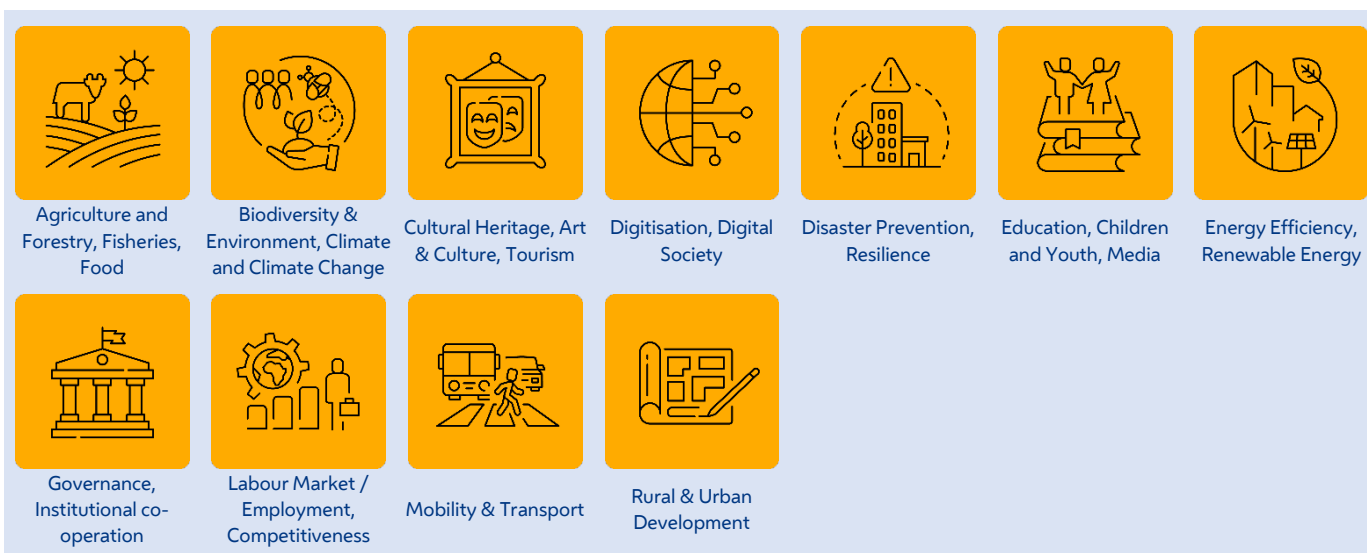 Agriculture and
Forestry, Fisheries,
Food
Biodiversity &
Environment, Climate
and Climate Change
Cultural Heritage, Art
& Culture, Tourism
Digitisation, Digital
Society
Disaster Prevention,
Resilience
Education, Children
and Youth, Media
Energy Efficiency,
Renewable Energy
Governance,
Institutional co-
operation
Labour Market /
Employment,
Competitiveness
Mobility & Transport
Rural & Urban
Development